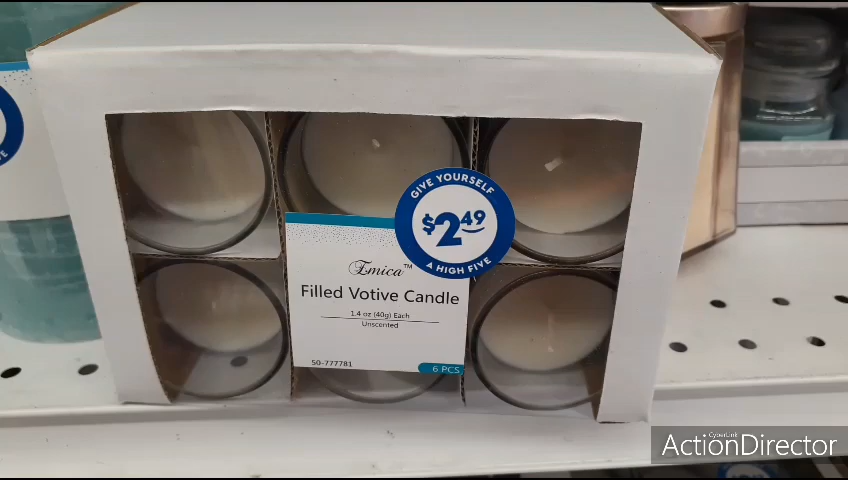 GIVE YOURSELF
$2.49
A HIGH FIVE
Emica™
Filled Votive Candle
1.4 oz (40g) Each
Unscented
50-777781
6 PCS
CyberLink
ActionDirector